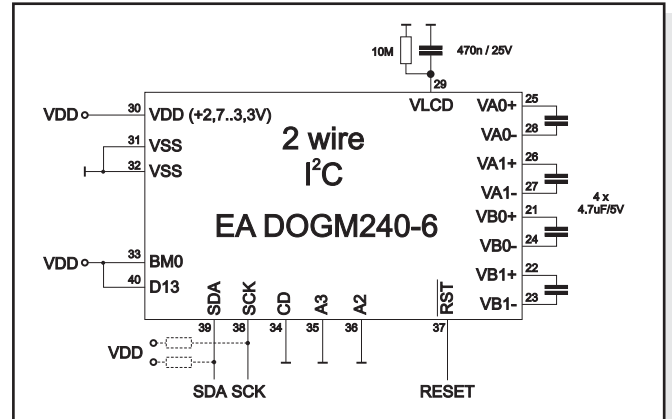 10M
470n / 25V
29
VLCD
VDD
30
VDD (+2,7..3,3V)
31
VSS
32
VSS
2 wire
I²C
EA DOGM240-6
VA0+
25
VA0-
28
VA1+
26
VA1-
27
VB0+
21
VB0-
24
VB1+
22
VB1-
23
4 x
4.7uF/5V
VDD
33
BM0
40
D13
SDA
SCK
CD
A3
A2
RST
39
38
34
35
36
37
VDD
SDA SCK
RESET